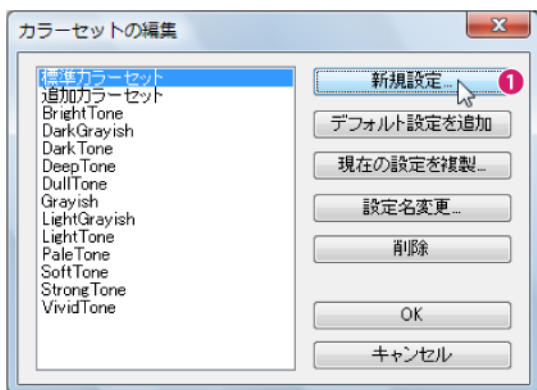 カラーセットの編集
標準カラーセット
追加カラーセット
BrightTone
DarkGrayish
DarkTone
DeepTone
DullTone
Grayish
LightGrayish
LightTone
PaleTone
SoftTone
StrongTone
VividTone
新規設定...
1
デフォルト設定を追加
現在の設定を複製...
設定名変更...
削除
OK
キャンセル